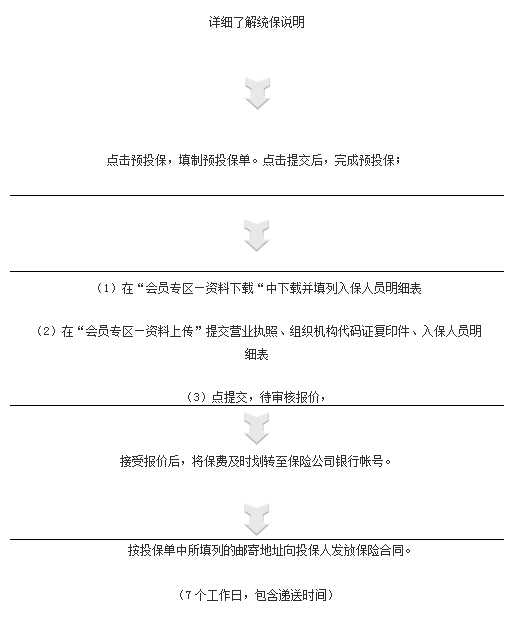 详细了解统保说明
点击预投保，填制预投保单。点击提交后，完成预投保；
（1）在“会员专区－资料下载“中下载并填列入保人员明细表
（2）在“会员专区－资料上传”提交营业执照、组织机构代码证复印件、入保人员明
细表
（3）点提交，待审核报价，
接受报价后，将保费及时划转至保险公司银行帐号。
按投保单中所填列的邮寄地址向投保人发放保险合同。
（7 个工作日，包含递送时间）